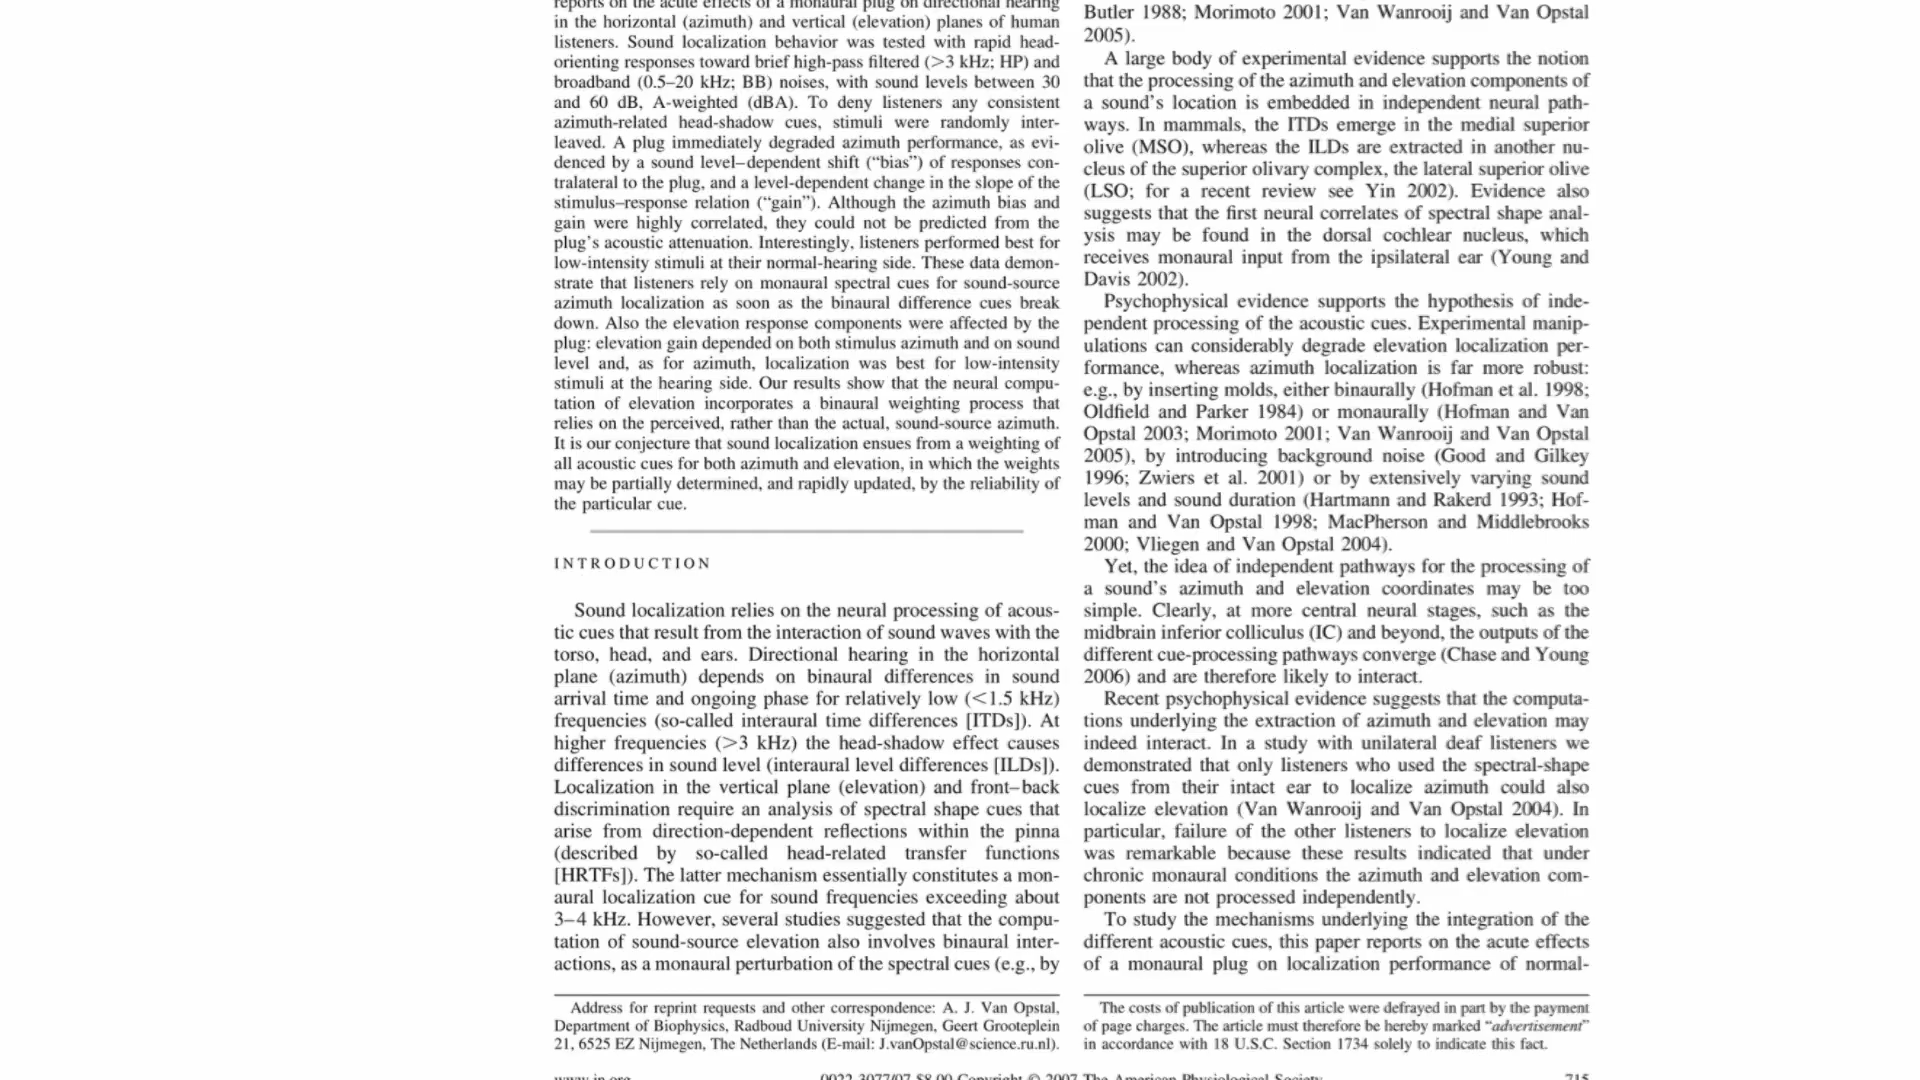 reports on the acute effects of a monaural plug on directional hearing
in the horizontal (azimuth) and vertical (elevation) planes of human
listeners. Sound localization behavior was tested with rapid head-
orienting responses toward brief high-pass filtered (>3 kHz; HP) and
broadband (0.5–20 kHz; BB) noises, with sound levels between 30
and 60 dB, A-weighted (dBA). To deny listeners any consistent
azimuth-related head-shadow cues, stimuli were randomly inter-
leaved. A plug immediately degraded azimuth performance, as evi-
denced by a sound level–dependent shift (“bias”) of responses con-
tralateral to the plug, and a level-dependent change in the slope of the
stimulus–response relation (“gain”). Although the azimuth bias and
gain were highly correlated, they could not be predicted from the
plug’s acoustic attenuation. Interestingly, listeners performed best for
low-intensity stimuli at their normal-hearing side. These data demon-
strate that listeners rely on monaural spectral cues for sound-source
azimuth localization as soon as the binaural difference cues break
down. Also the elevation response components were affected by the
plug: elevation gain depended on both stimulus azimuth and on sound
level and, as for azimuth, localization was best for low-intensity
stimuli at the hearing side. Our results show that the neural compu-
tation of elevation incorporates a binaural weighting process that
relies on the perceived, rather than the actual, sound-source azimuth.
It is our conjecture that sound localization ensues from a weighting of
all acoustic cues for both azimuth and elevation, in which the weights
may be partially determined, and rapidly updated, by the reliability of
the particular cue.
INTRODUCTION
Sound localization relies on the neural processing of acous-
tic cues that result from the interaction of sound waves with the
torso, head, and ears. Directional hearing in the horizontal
plane (azimuth) depends on binaural differences in sound
arrival time and ongoing phase for relatively low (<1.5 kHz)
frequencies (so-called interaural time differences [ITDs]). At
higher frequencies (>3 kHz) the head-shadow effect causes
differences in sound level (interaural level differences [ILDs]).
Localization in the vertical plane (elevation) and front–back
discrimination require an analysis of spectral shape cues that
arise from direction-dependent reflections within the pinna
(described by so-called head-related transfer functions
[HRTFs]). The latter mechanism essentially constitutes a mon-
aural localization cue for sound frequencies exceeding about
3–4 kHz. However, several studies suggested that the compu-
tation of sound-source elevation also involves binaural inter-
actions, as a monaural perturbation of the spectral cues (e.g., by
Address for reprint requests and other correspondence: A. J. Van Opstal,
Department of Biophysics, Radboud University Nijmegen, Geert Grooteplein
21, 6525 EZ Nijmegen, The Netherlands (E-mail: J.vanOpstal@science.ru.nl).
Butler 1988; Morimoto 2001; Van Wanrooij and Van Opstal
2005).
A large body of experimental evidence supports the notion
that the processing of the azimuth and elevation components of
a sound’s location is embedded in independent neural path-
ways. In mammals, the ITDs emerge in the medial superior
olive (MSO), whereas the ILDs are extracted in another nu-
cleus of the superior olivary complex, the lateral superior olive
(LSO; for a recent review see Yin 2002). Evidence also
suggests that the first neural correlates of spectral shape anal-
ysis may be found in the dorsal cochlear nucleus, which
receives monaural input from the ipsilateral ear (Young and
Davis 2002).
Psychophysical evidence supports the hypothesis of inde-
pendent processing of the acoustic cues. Experimental manip-
ulations can considerably degrade elevation localization per-
formance, whereas azimuth localization is far more robust:
e.g., by inserting molds, either binaurally (Hofman et al. 1998;
Oldfield and Parker 1984) or monaurally (Hofman and Van
Opstal 2003; Morimoto 2001; Van Wanrooij and Van Opstal
2005), by introducing background noise (Good and Gilkey
1996; Zwiers et al. 2001) or by extensively varying sound
levels and sound duration (Hartmann and Rakerd 1993; Hof-
man and Van Opstal 1998; MacPherson and Middlebrooks
2000; Vliegen and Van Opstal 2004).
Yet, the idea of independent pathways for the processing of
a sound’s azimuth and elevation coordinates may be too
simple. Clearly, at more central neural stages, such as the
midbrain inferior colliculus (IC) and beyond, the outputs of the
different cue-processing pathways converge (Chase and Young
2006) and are therefore likely to interact.
Recent psychophysical evidence suggests that the computa-
tions underlying the extraction of azimuth and elevation may
indeed interact. In a study with unilateral deaf listeners we
demonstrated that only listeners who used the spectral-shape
cues from their intact ear to localize azimuth could also
localize elevation (Van Wanrooij and Van Opstal 2004). In
particular, failure of the other listeners to localize elevation
was remarkable because these results indicated that under
chronic monaural conditions the azimuth and elevation com-
ponents are not processed independently.
To study the mechanisms underlying the integration of the
different acoustic cues, this paper reports on the acute effects
of a monaural plug on localization performance of normal-
The costs of publication of this article were defrayed in part by the payment
of page charges. The article must therefore be hereby marked “advertisement”
in accordance with 18 U.S.C. Section 1734 solely to indicate this fact.
www.jn.org 0022-3077/07 $8.00 Copyright © 2007 The American Physiological Society 715